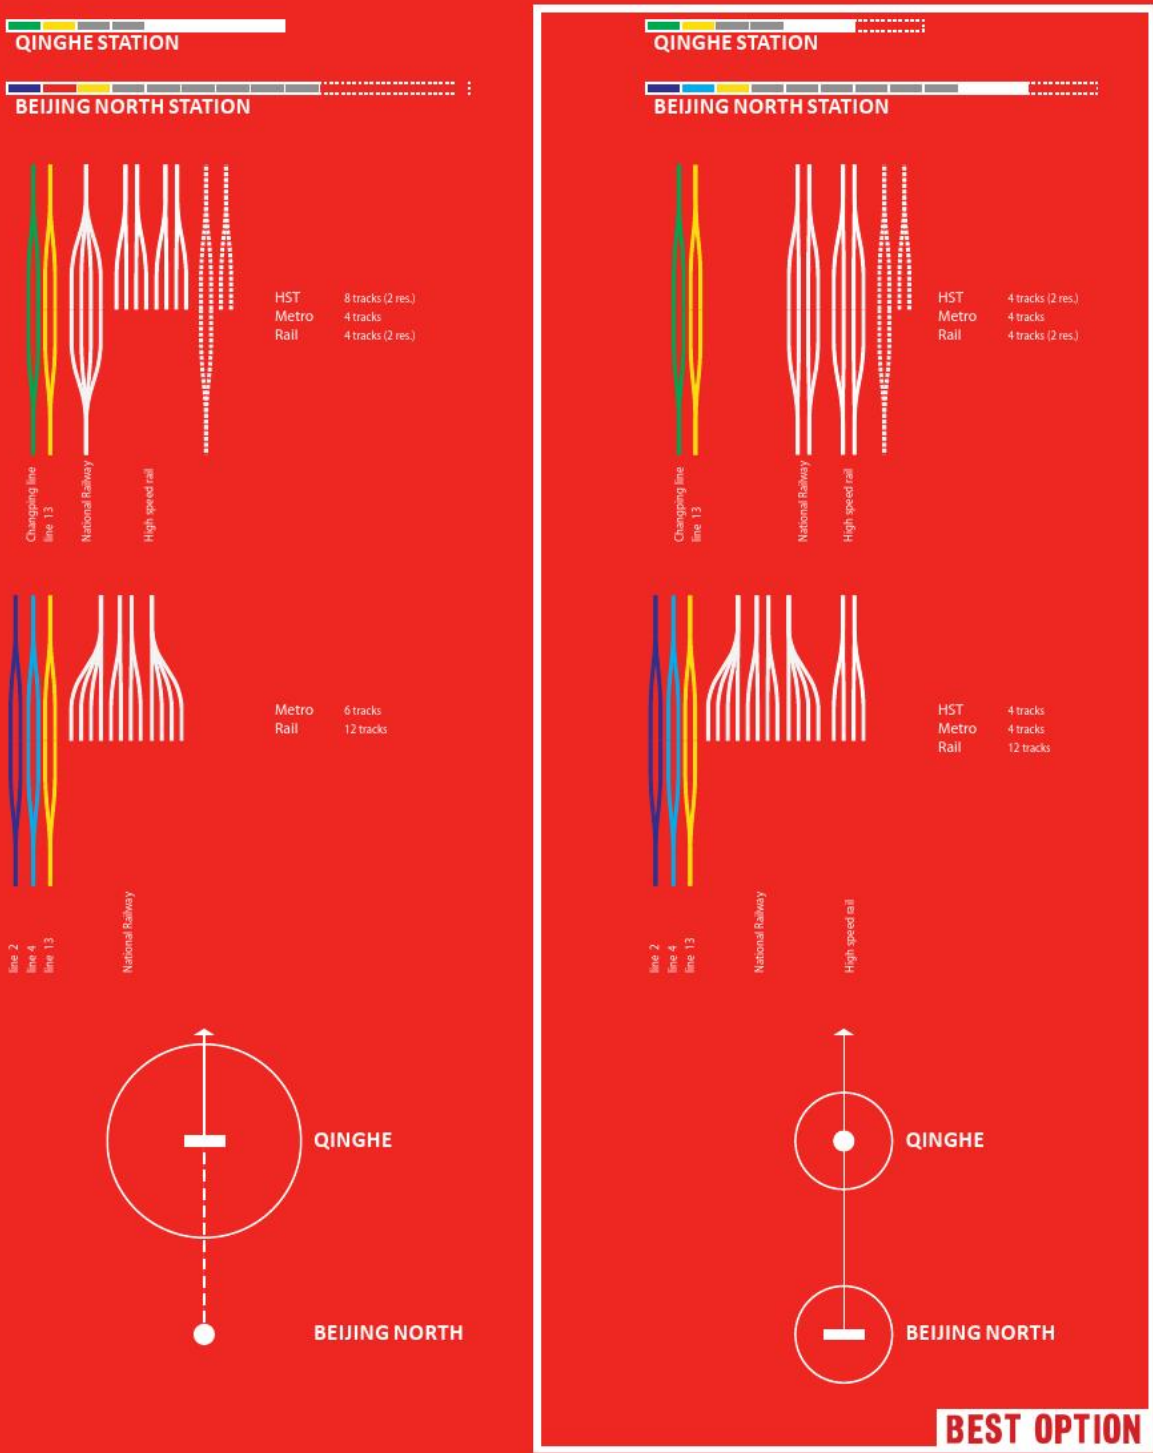 QINGHE STATION
BEIJING NORTH STATION
HST 8 tracks (2 res.)
Metro 4 tracks
Rail 4 tracks (2 res.)
Changping line
line 13
National Railway
High speed rail
Metro 6 tracks
Rail 12 tracks
line 2
line 4
line 13
National Railway
QINGHE
BEIJING NORTH
QINGHE STATION
BEIJING NORTH STATION
HST 4 tracks (2 res.)
Metro 4 tracks
Rail 4 tracks (2 res.)
Changping line
line 13
National Railway
High speed rail
HST 4 tracks
Metro 4 tracks
Rail 12 tracks
line 2
line 4
line 13
National Railway
High speed rail
QINGHE
BEIJING NORTH
BEST OPTION